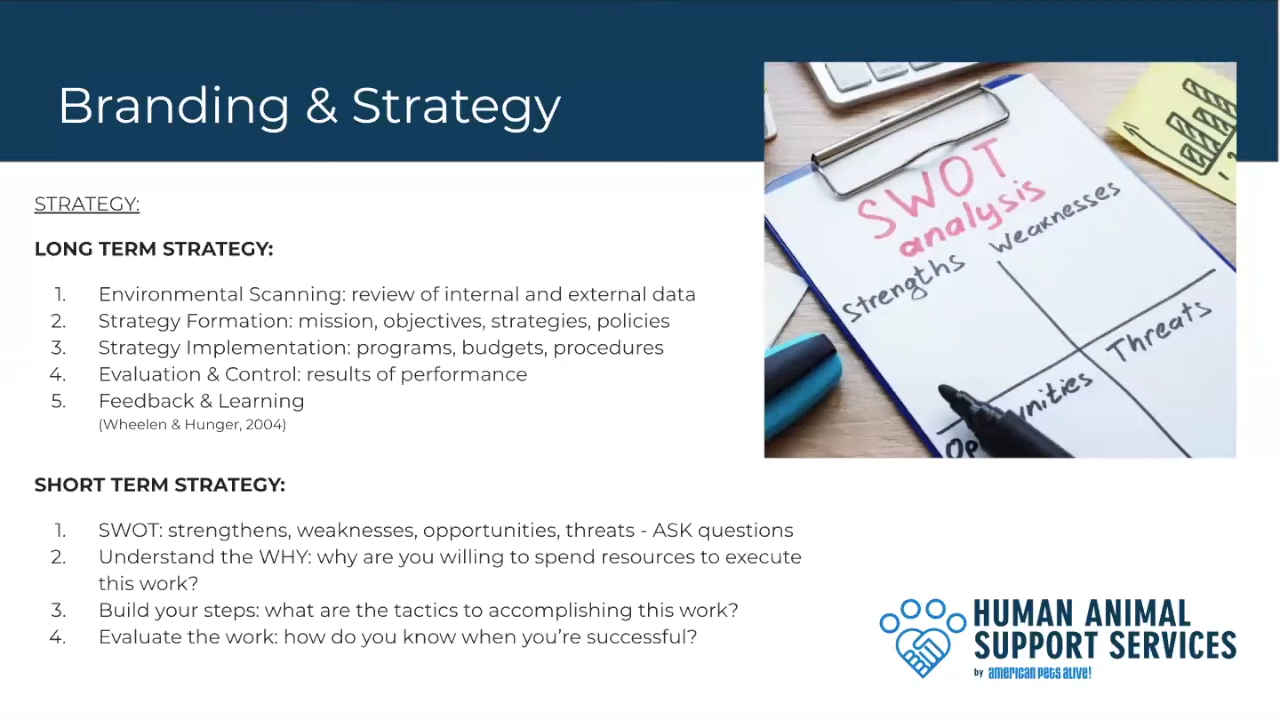 Branding & Strategy
STRATEGY:
LONG TERM STRATEGY:
1. Environmental Scanning: review of internal and external data
2. Strategy Formation: mission, objectives, strategies, policies
3. Strategy Implementation: programs, budgets, procedures
4. Evaluation & Control: results of performance
5. Feedback & Learning
(Wheelen & Hunger, 2004)
SHORT TERM STRATEGY:
1. SWOT: strengthens, weaknesses, opportunities, threats - ASK questions
2. Understand the WHY: why are you willing to spend resources to execute
this work?
3. Build your steps: what are the tactics to accomplishing this work?
4. Evaluate the work: how do you know when you're successful?
SWOT
analysis
Strengths
Weaknesses
Threats
HUMAN ANIMAL
SUPPORT SERVICES
by AMERICAN PETS ALIVE!